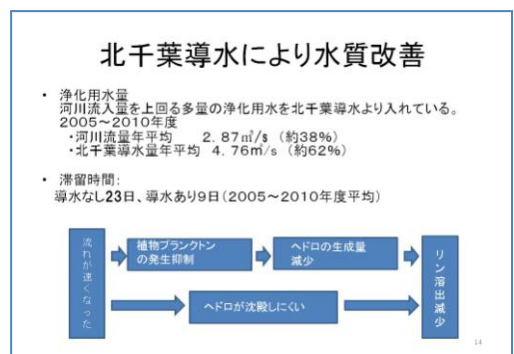 北千葉導水により水質改善
• 浄化用水量
河川流入量を上回る多量の浄化用水を北千葉導水より入れている。
2005～2010年度
・河川流量年平均 2.87㎥/s (約38%)
・北千葉導水量年平均 4.76㎥/s (約62%)
• 滞留時間:
導水なし23日、導水あり9日(2005～2010年度平均)
流れが速くなった
植物プランクトン
の発生抑制
ヘドロの生成量
減少
ヘドロが沈殿しにくい
リン溶出減少
14